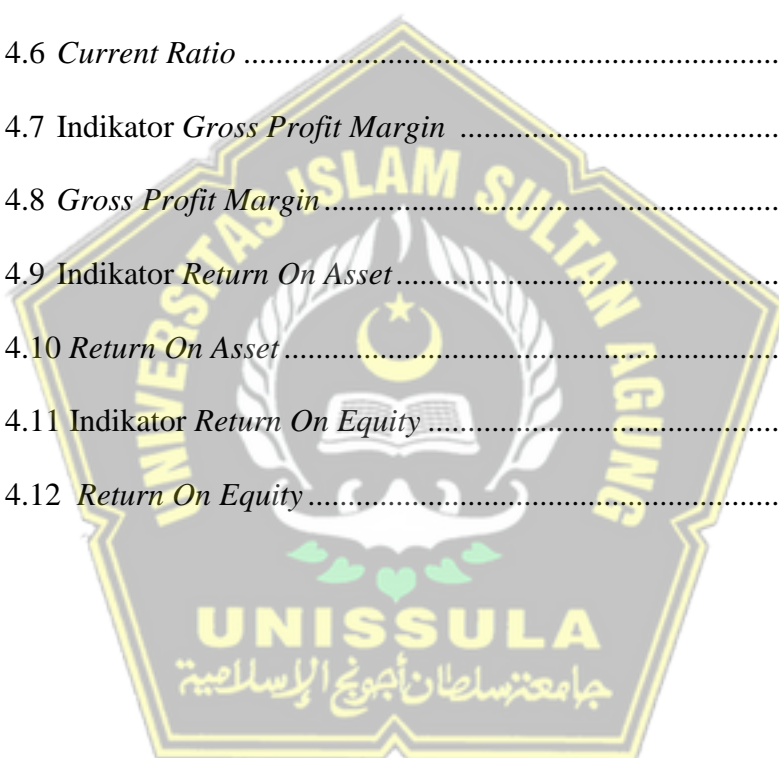 4.6 Current Ratio ..............................................................
4.7 Indikator Gross Profit Margin .....................................
4.8 Gross Profit Margin.....................................................
4.9 Indikator Return On Asset............................................
4.10 Return On Asset.........................................................
4.11 Indikator Return On Equity .........................................
4.12 Return On Equity.......................................................
UNIVERSITAS ISLAM SULTAN AGUNG
UNISSULA
جامعة سلطان أجونج الإسلامية